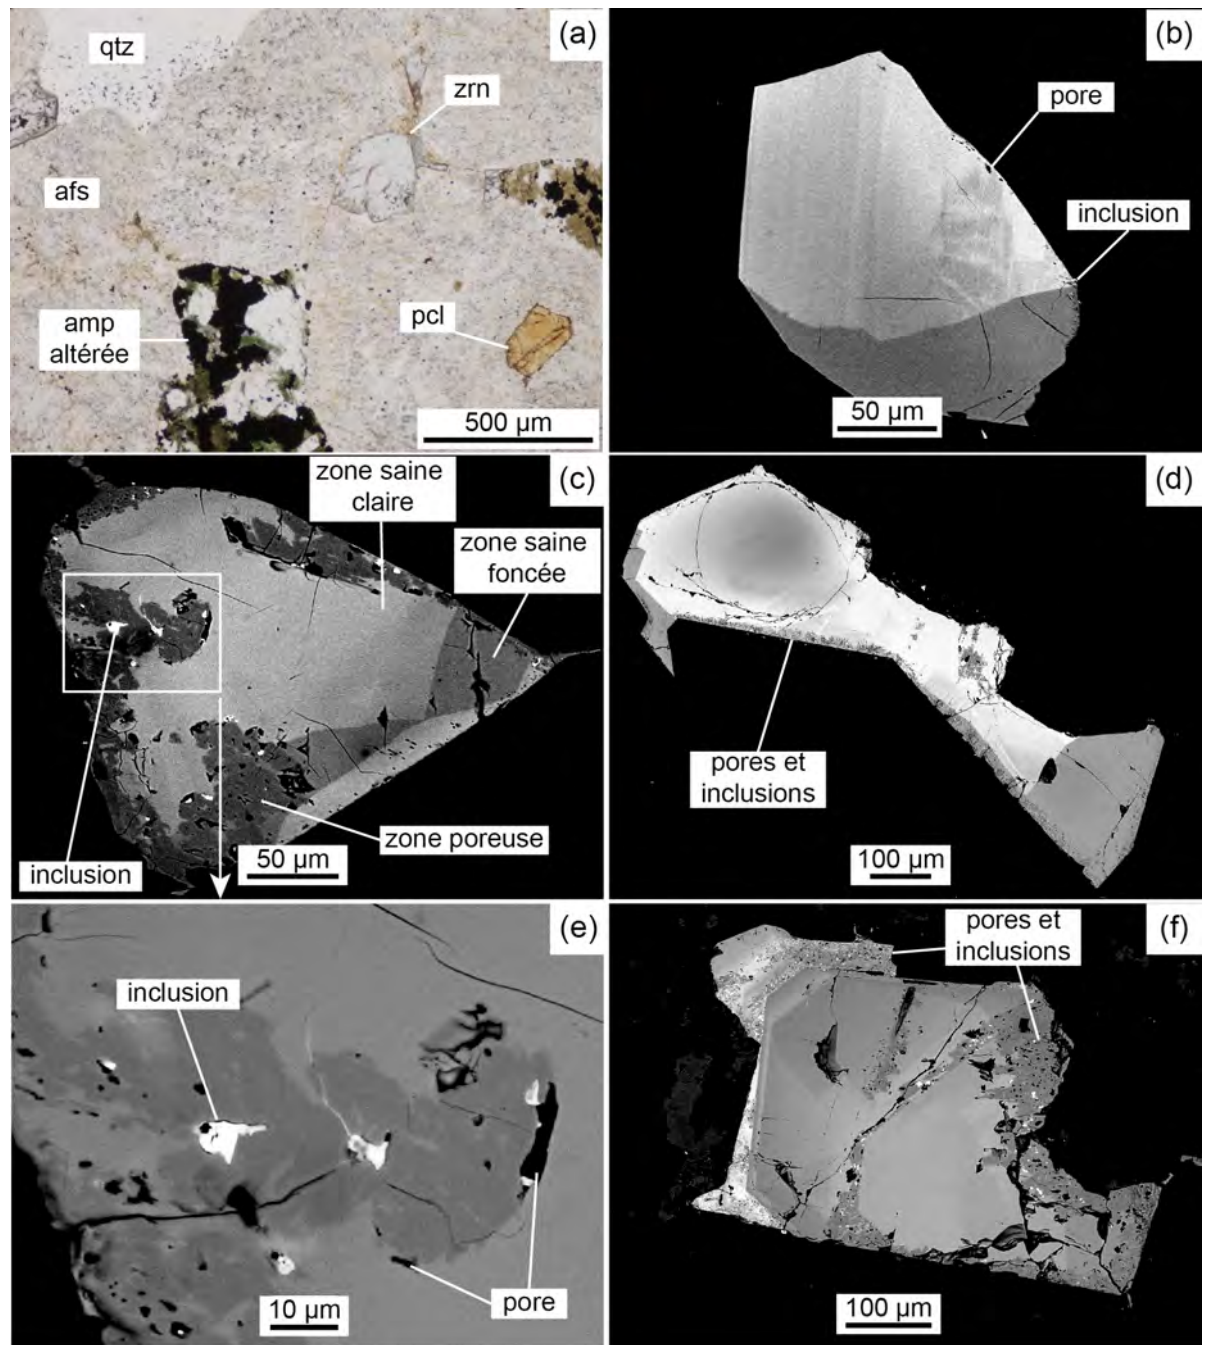 (a)
qtz
zrn
afs
amp
altérée
pcl
500 µm
(b)
pore
inclusion
50 µm
(c)
zone saine
claire
zone saine
foncée
zone poreuse
inclusion
50 µm
(d)
pores et
inclusions
100 µm
(e)
inclusion
pore
10 µm
(f)
pores et
inclusions
100 µm